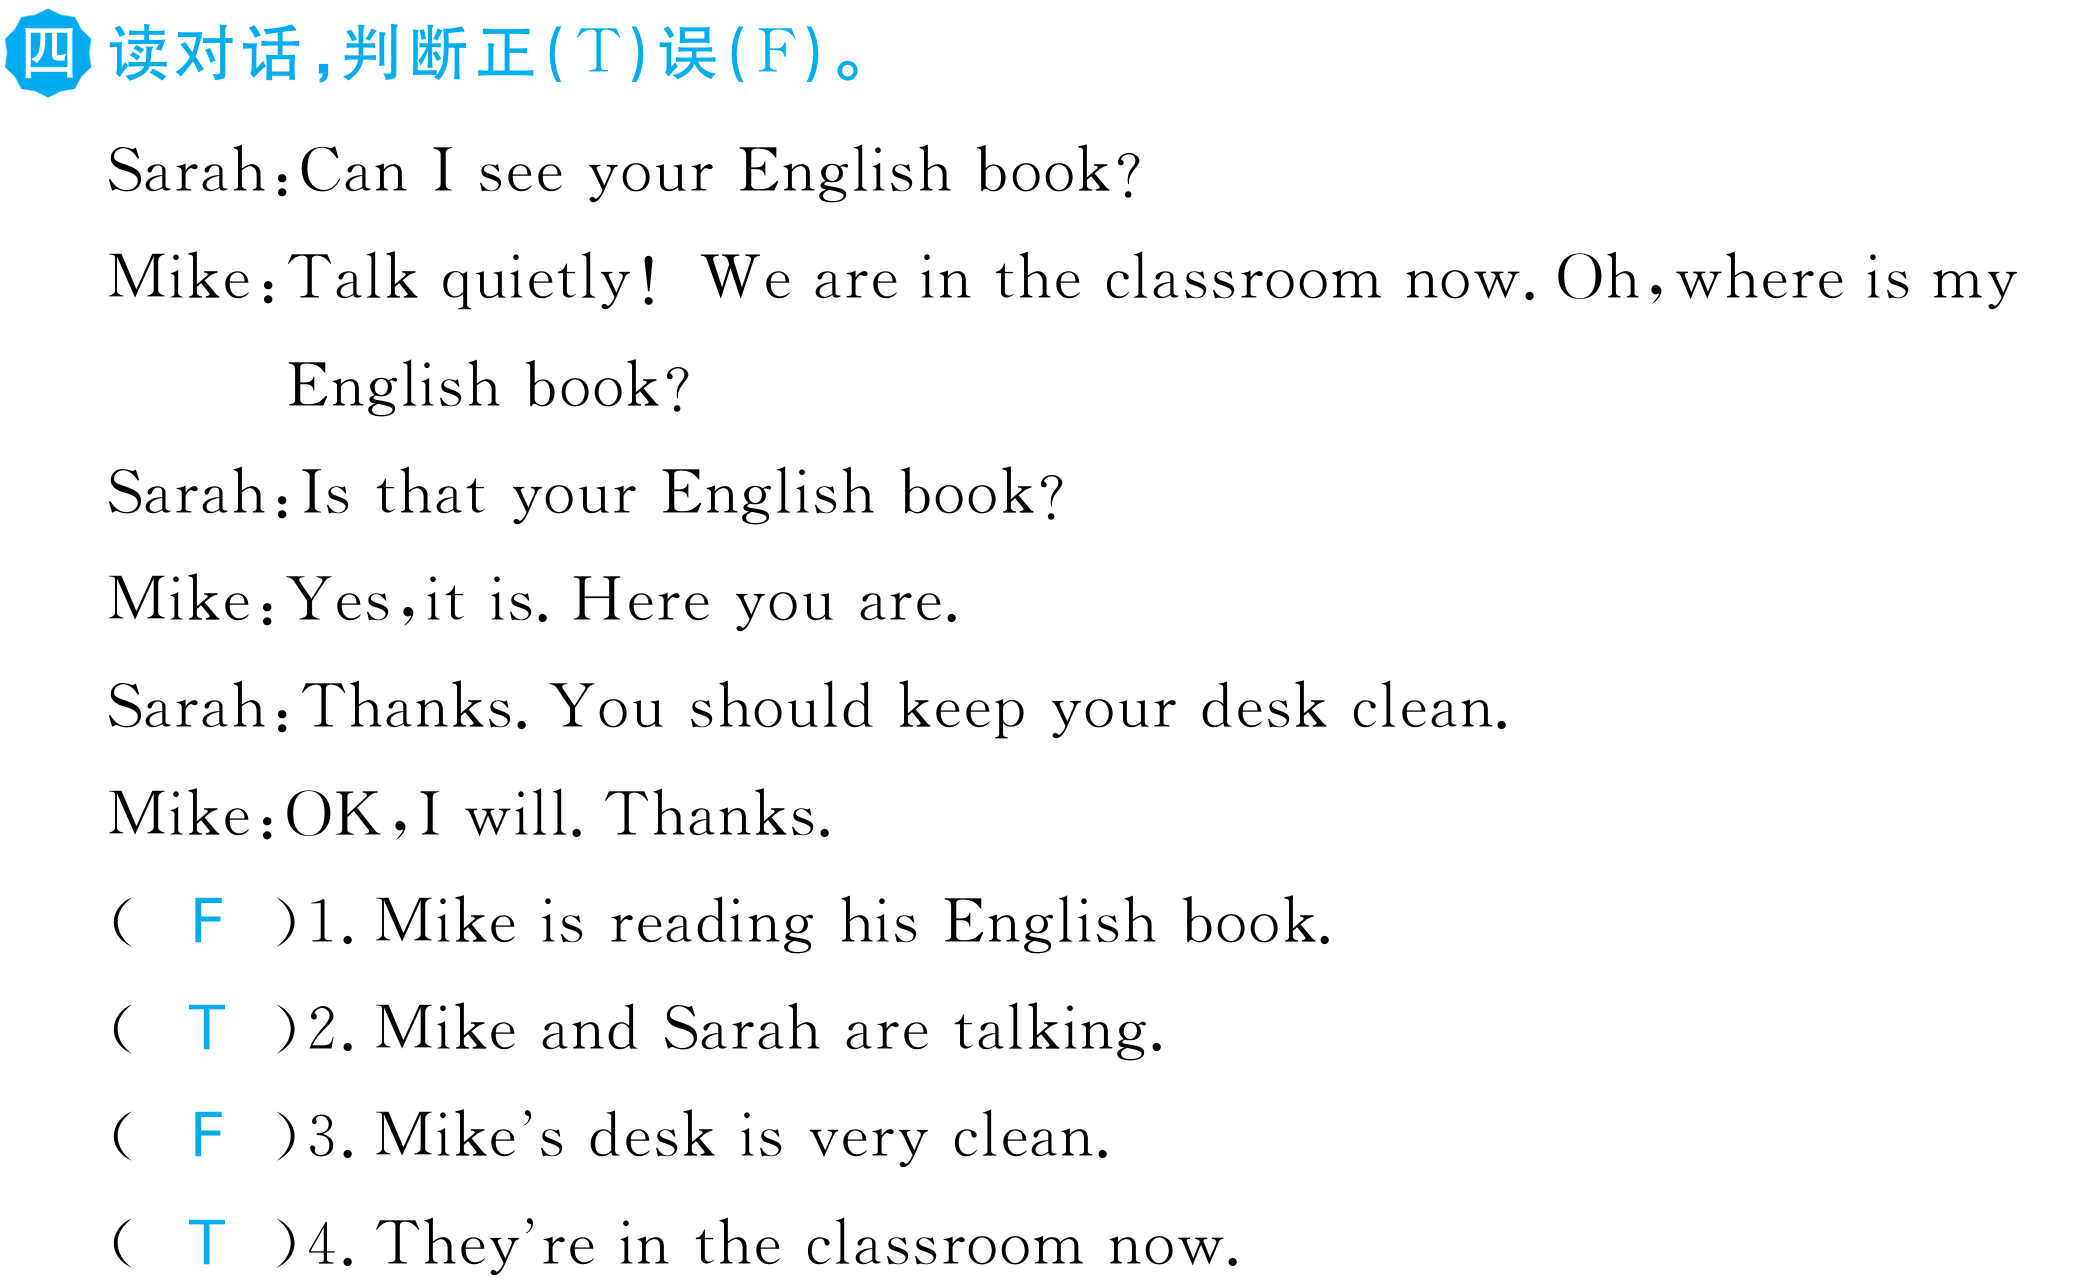 四 读对话,判断正(T)误(F)。
Sarah:Can I see your English book?
Mike:Talk quietly! We are in the classroom now. Oh,where is my
English book?
Sarah:Is that your English book?
Mike:Yes,it is. Here you are.
Sarah:Thanks. You should keep your desk clean.
Mike:OK,I will. Thanks.
( F )1. Mike is reading his English book.
( T )2. Mike and Sarah are talking.
( F )3. Mike's desk is very clean.
( T )4. They're in the classroom now.